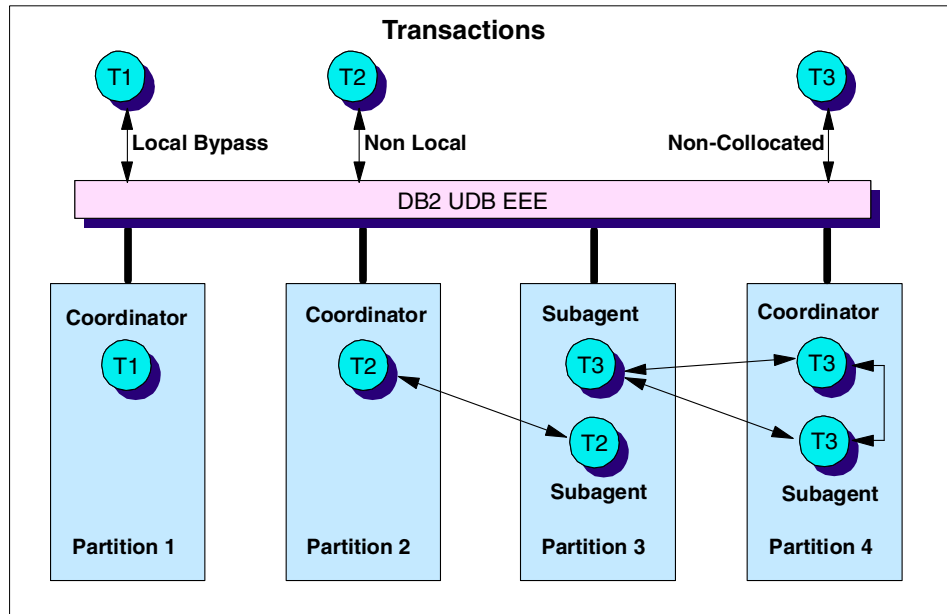 Transactions
T1
T2
T3
Local Bypass
Non Local
Non-Collocated
DB2 UDB EEE
Coordinator
T1
Partition 1
Coordinator
T2
Partition 2
Subagent
T3
T2
Subagent
Partition 3
Coordinator
T3
T3
Subagent
Partition 4